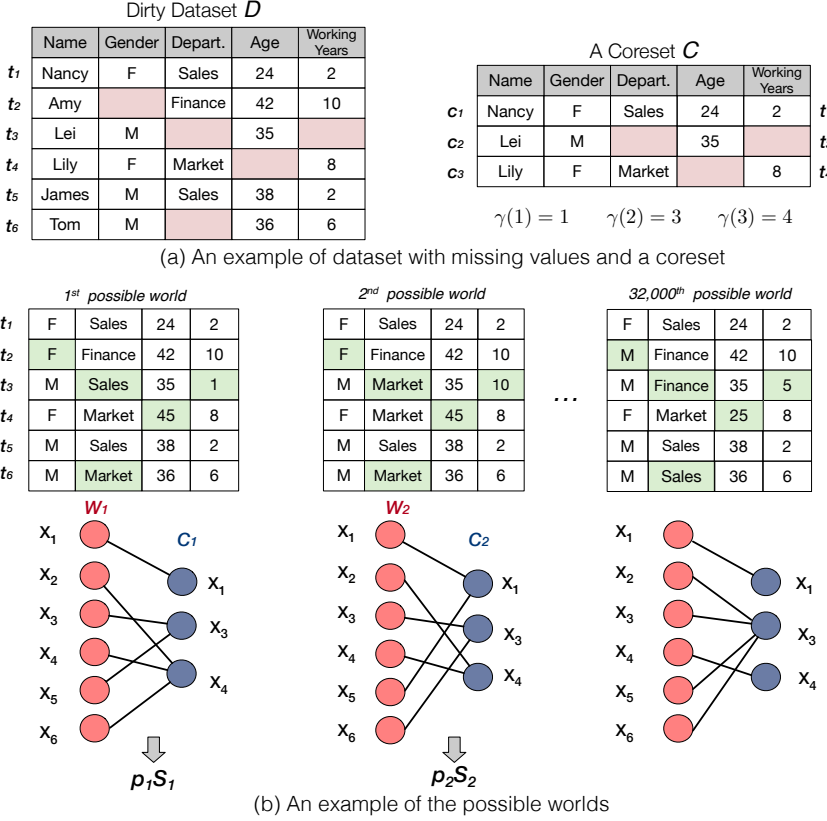 Dirty Dataset D
Name Gender Depart. Age Working Years
t1 Nancy F Sales 24 2
t2 Amy Finance 42 10
t3 Lei M 35
t4 Lily F Market 8
t5 James M Sales 38 2
t6 Tom M 36 6
A Coreset C
Name Gender Depart. Age Working Years
c1 Nancy F Sales 24 2
c2 Lei M 35
c3 Lily F Market 8
γ(1) = 1 γ(2) = 3 γ(3) = 4
(a) An example of dataset with missing values and a coreset
1st possible world
t1 F Sales 24 2
t2 F Finance 42 10
t3 M Sales 35 1
t4 F Market 45 8
t5 M Sales 38 2
t6 M Market 36 6
2nd possible world
F Sales 24 2
F Finance 42 10
M Market 35 10
F Market 45 8
M Sales 38 2
M Market 36 6
...
32,000th possible world
F Sales 24 2
M Finance 42 10
M Finance 35 5
F Market 25 8
M Sales 38 2
M Sales 36 6
W1
C1
X1
X2
X3
X4
X5
X6
X1
X3
X4
p1S1
W2
C2
X1
X2
X3
X4
X5
X6
X1
X3
X4
p2S2
X1
X2
X3
X4
X5
X6
X1
X3
X4
(b) An example of the possible worlds